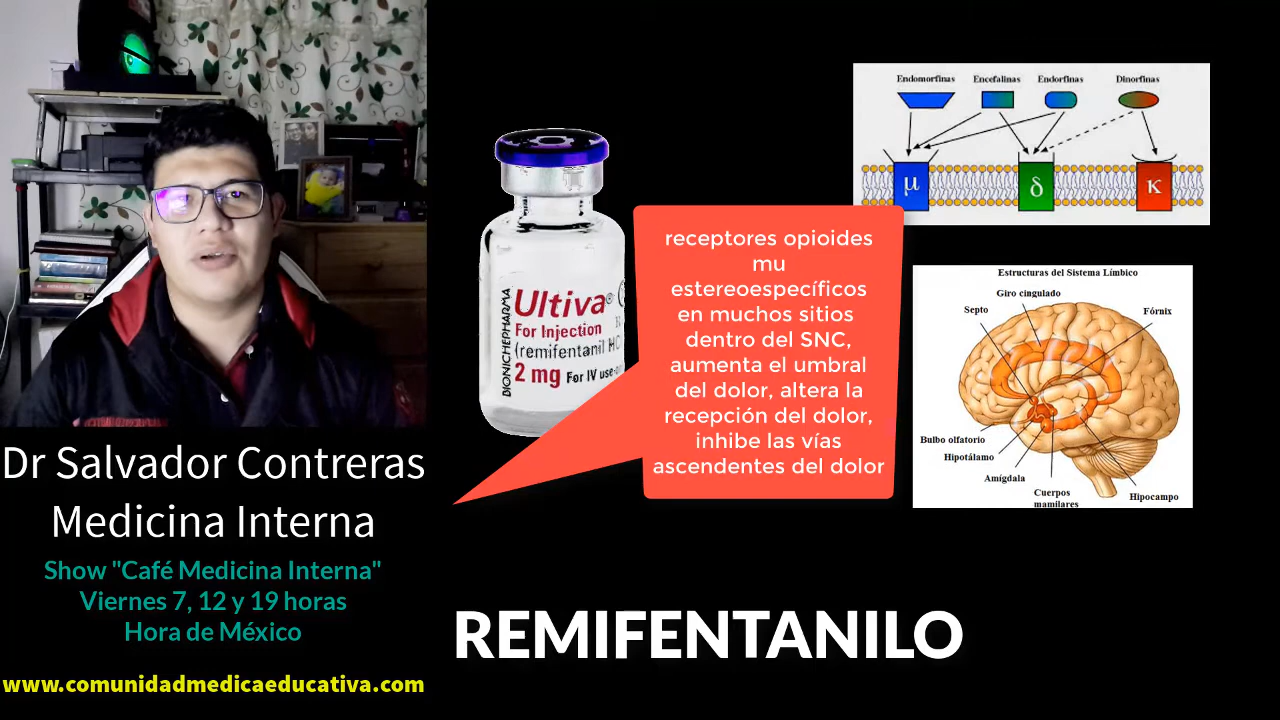 Dr Salvador Contreras
Medicina Interna
Show "Café Medicina Interna"
Viernes 7, 12 y 19 horas
Hora de México
www.comunidadmedicaeducativa.com
BIONICHEPHARMA
Ultiva®
For Injection
(remifentanil HC
2 mg For IV use
receptores opioides
mu
estereoespecíficos
en muchos sitios
dentro del SNC,
aumenta el umbral
del dolor, altera la
recepción del dolor,
inhibe las vías
ascendentes del dolor
Endomorfinas Encefalinas Endorfinas Dinorfinas
μ δ κ
Estructuras del Sistema Límbico
Giro cingulado
Septo Fórnix
Bulbo olfatorio
Hipotálamo
Amígdala
Cuerpos
mamilares
Hipocampo
REMIFENTANILO